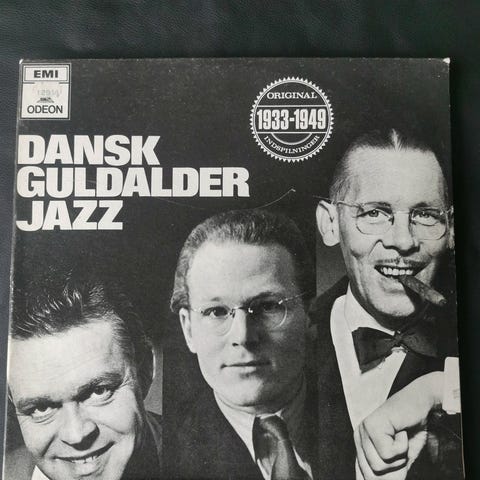 EMI
ODEON
ORIGINAL
1933-1949
INDSPILNINGER
DANSK
GULDALDER
JAZZ